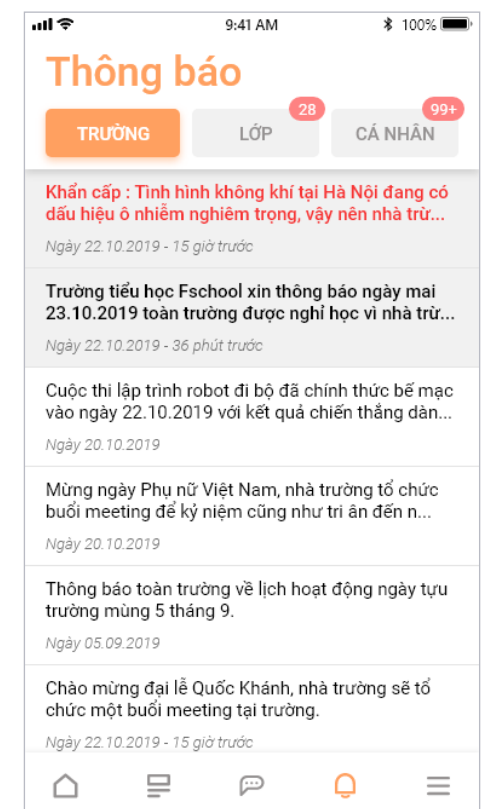 9:41 AM
100%
Thông báo
28
99+
TRƯỜNG
LỚP
CÁ NHÂN
Khẩn cấp : Tình hình không khí tại Hà Nội đang có
dấu hiệu ô nhiễm nghiêm trọng, vậy nên nhà trừ...
Ngày 22.10.2019 - 15 giờ trước
Trường tiểu học Fschool xin thông báo ngày mai
23.10.2019 toàn trường được nghỉ học vì nhà trừ...
Ngày 22.10.2019 - 36 phút trước
Cuộc thi lập trình robot đi bộ đã chính thức bế mạc
vào ngày 22.10.2019 với kết quả chiến thắng dàn...
Ngày 20.10.2019
Mừng ngày Phụ nữ Việt Nam, nhà trường tổ chức
buổi meeting để kỷ niệm cũng như tri ân đến n...
Ngày 20.10.2019
Thông báo toàn trường về lịch hoạt động ngày tựu
trường mùng 5 tháng 9.
Ngày 05.09.2019
Chào mừng đại lễ Quốc Khánh, nhà trường sẽ tổ
chức một buổi meeting tại trường.
Ngày 22.10.2019 - 15 giờ trước